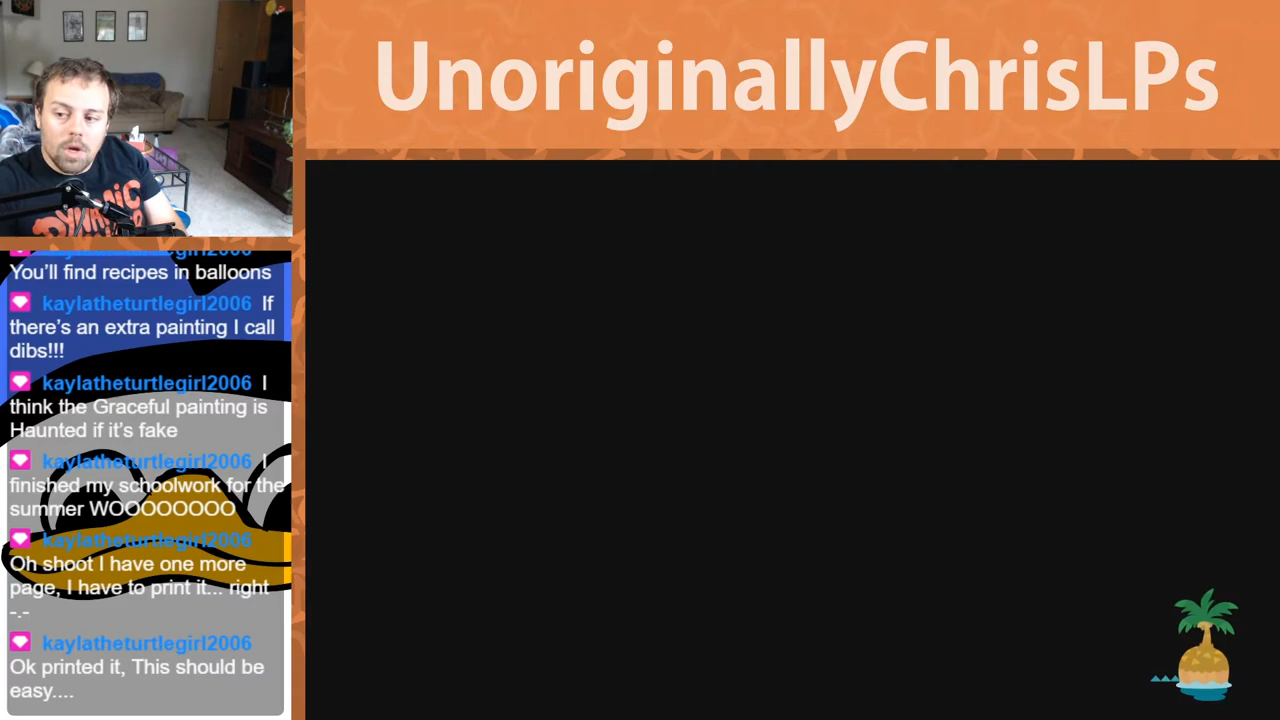 UnoriginallyChrisLPs
kaylatheturtlegirl2006
You'll find recipes in balloons
kaylatheturtlegirl2006 If
there's an extra painting I call
dibs!!!
kaylatheturtlegirl2006 I
think the Graceful painting is
Haunted if it's fake
kaylatheturtlegirl2006 I
finished my schoolwork for the
summer WOOOOOOOO
kaylatheturtlegirl2006
Oh shoot I have one more
page, I have to print it... right
-.-
kaylatheturtlegirl2006
Ok printed it, This should be
easy....